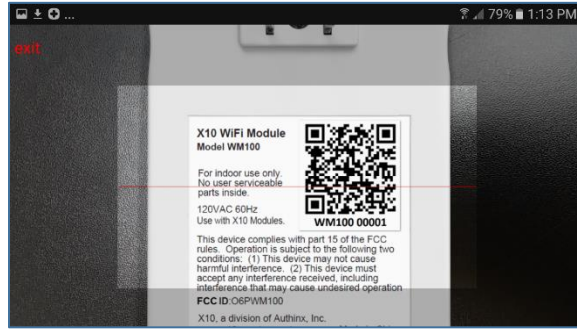 79% 1:13 PM
exit
X10 WiFi Module
Model WM100
For indoor use only.
No user serviceable
parts inside.
120VAC 60Hz
Use with X10 Modules.
WM100 00001
This device complies with part 15 of the FCC
rules. Operation is subject to the following two
conditions: (1) This device may not cause
harmful interference. (2) This device must
accept any interference received, including
interference that may cause undesired operation
FCC ID:O6PWM100
X10, a division of Authinx, Inc.